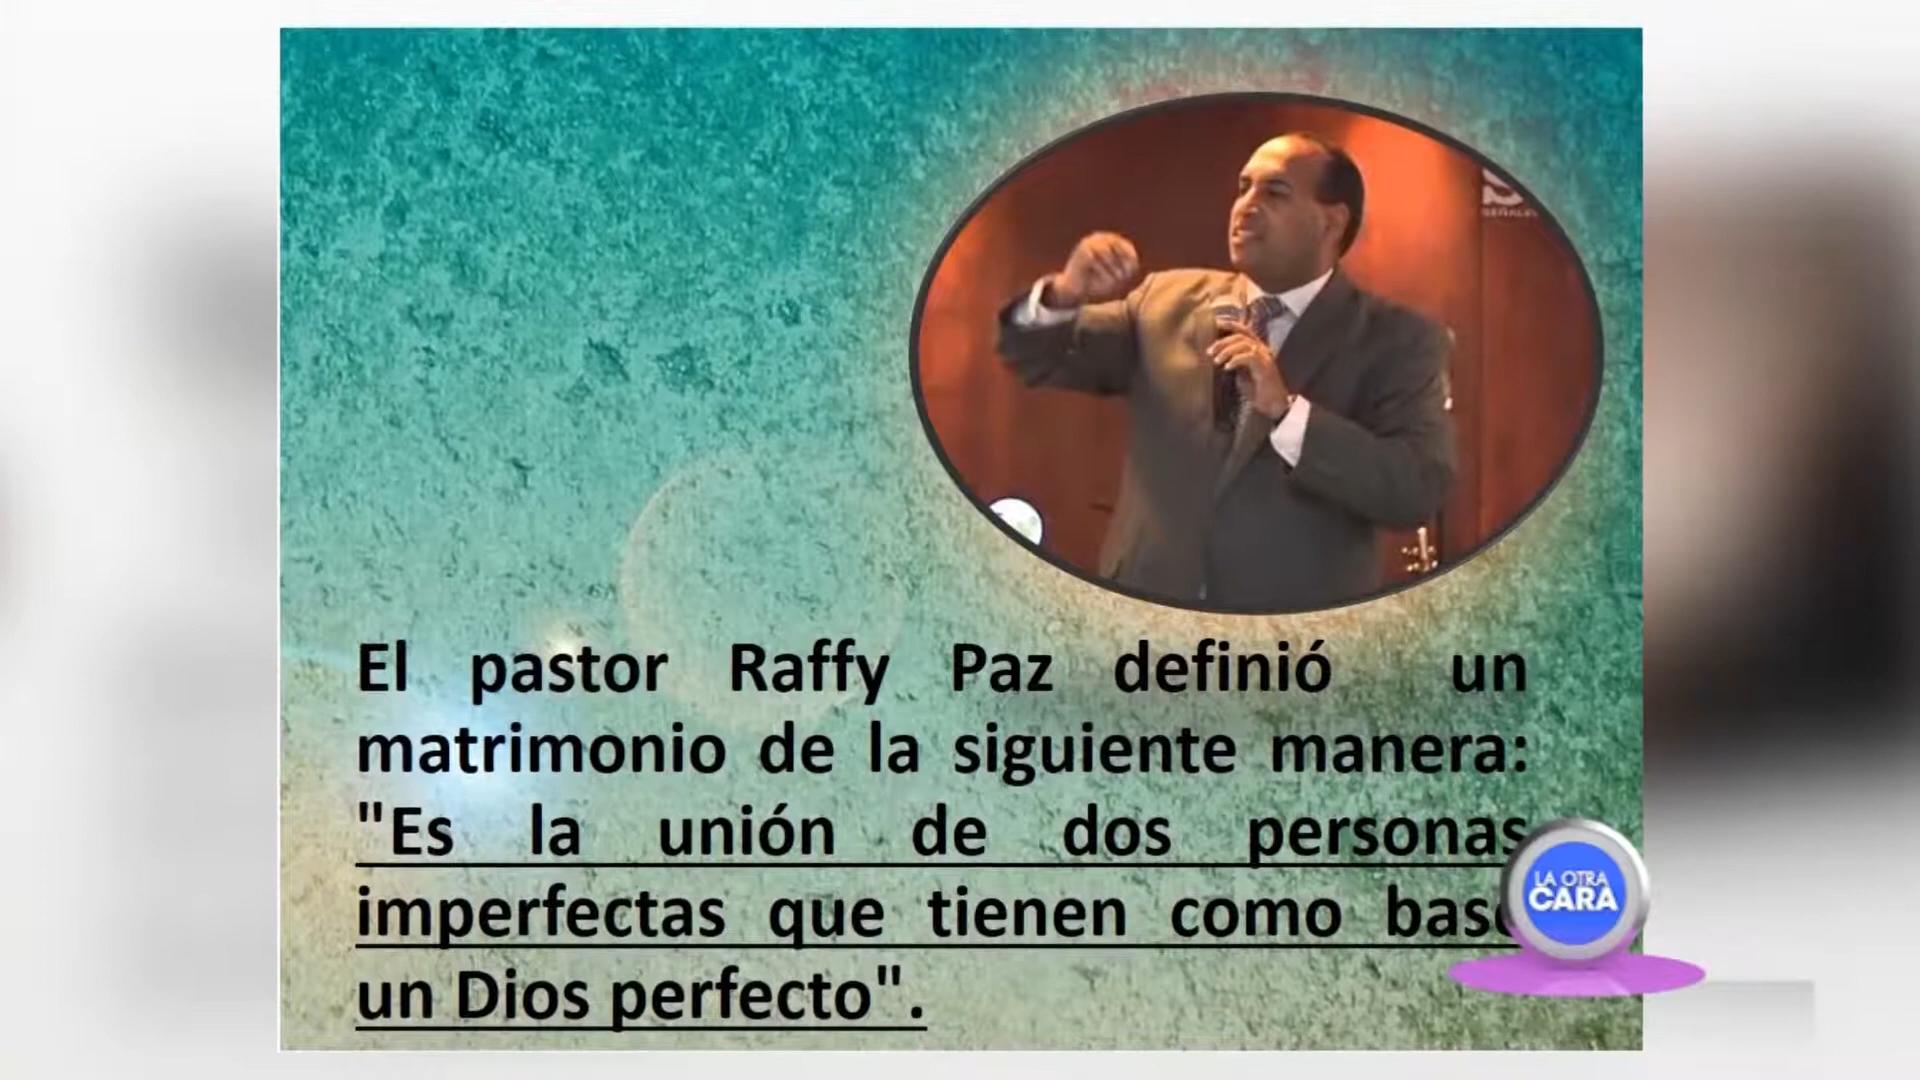 El pastor Raffy Paz definió un
matrimonio de la siguiente manera:
"Es la unión de dos personas
imperfectas que tienen como base
un Dios perfecto".
LA OTRA
CARA